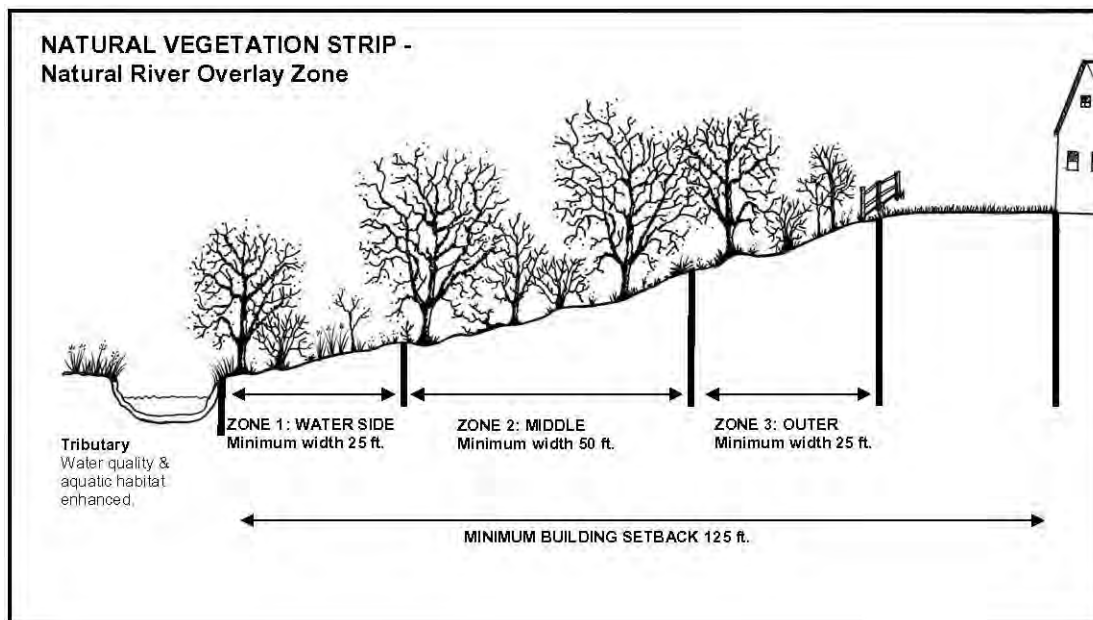 NATURAL VEGETATION STRIP -
Natural River Overlay Zone
ZONE 1: WATER SIDE
Minimum width 25 ft.
ZONE 2: MIDDLE
Minimum width 50 ft.
ZONE 3: OUTER
Minimum width 25 ft.
Tributary
Water quality &
aquatic habitat
enhanced.
MINIMUM BUILDING SETBACK 125 ft.